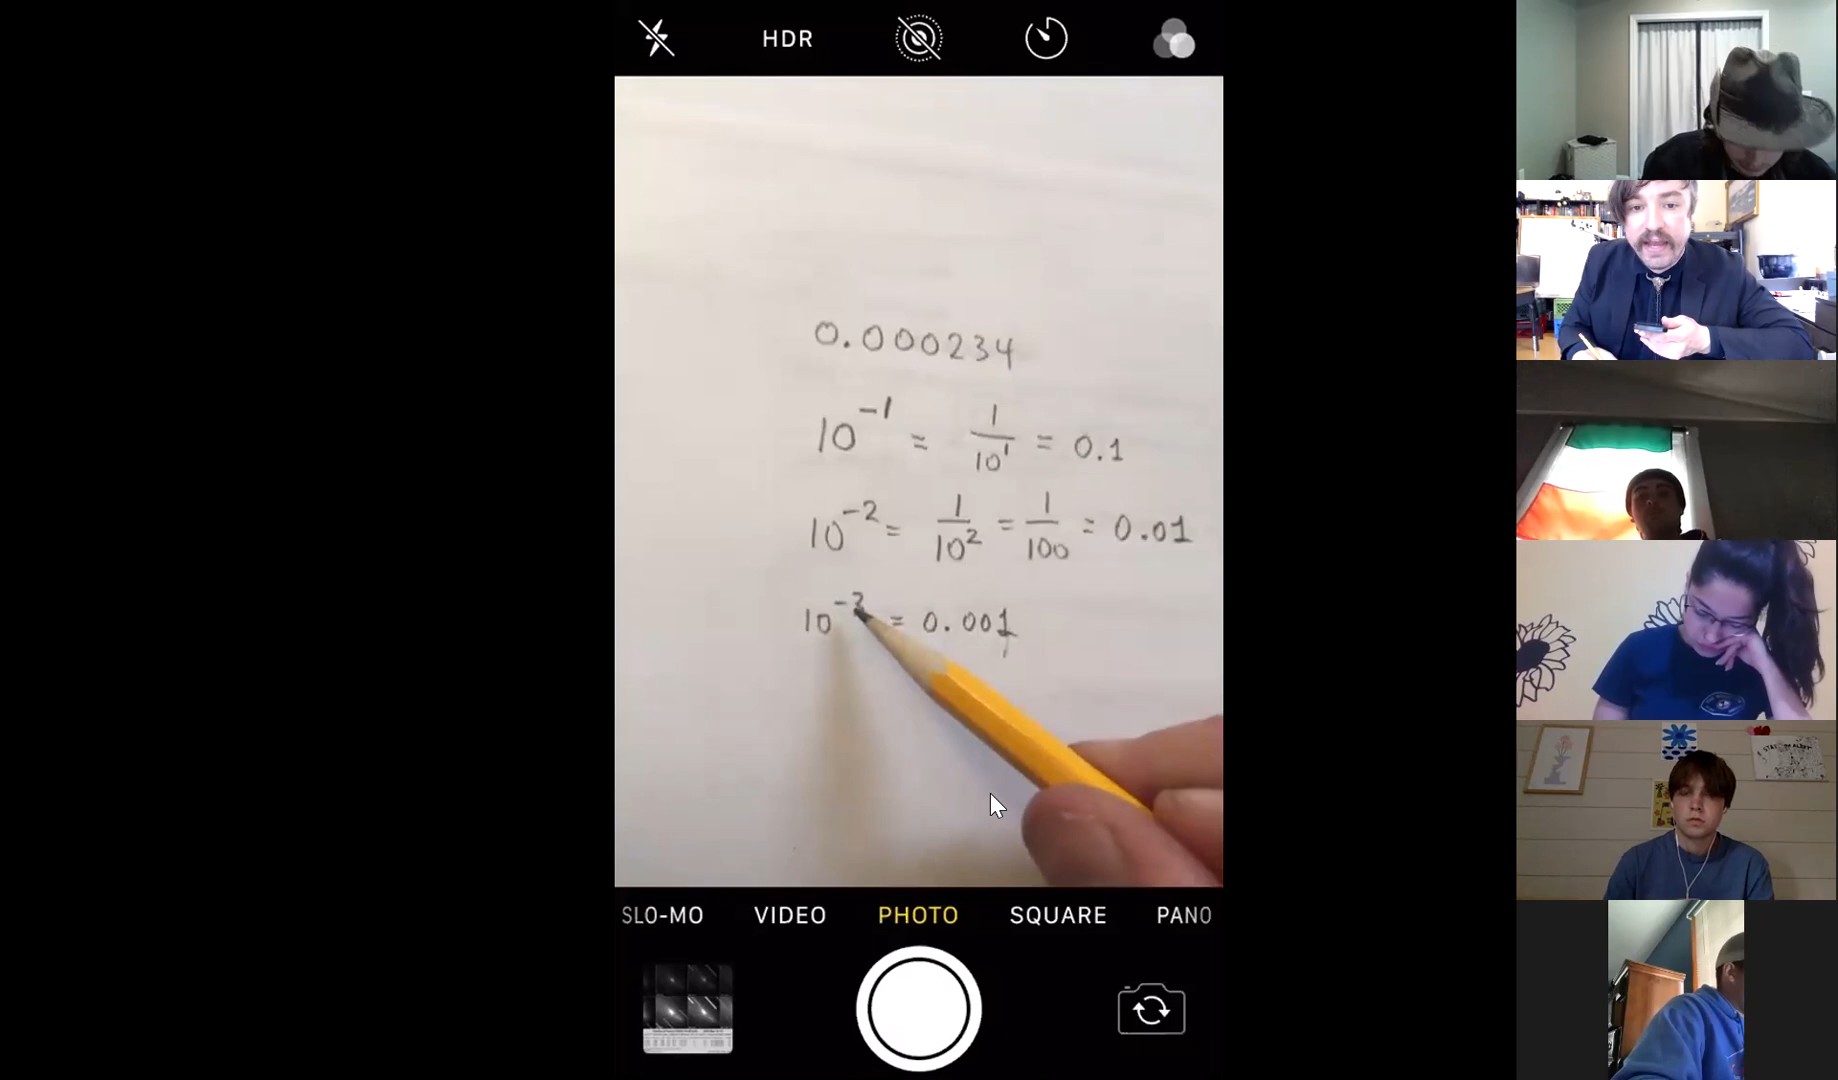 HDR
0.000234
10^-1 = 1/10^1 = 0.1
10^-2 = 1/10^2 = 1/100 = 0.01
10^-3 = 0.001
SLO-MO VIDEO PHOTO SQUARE PANO